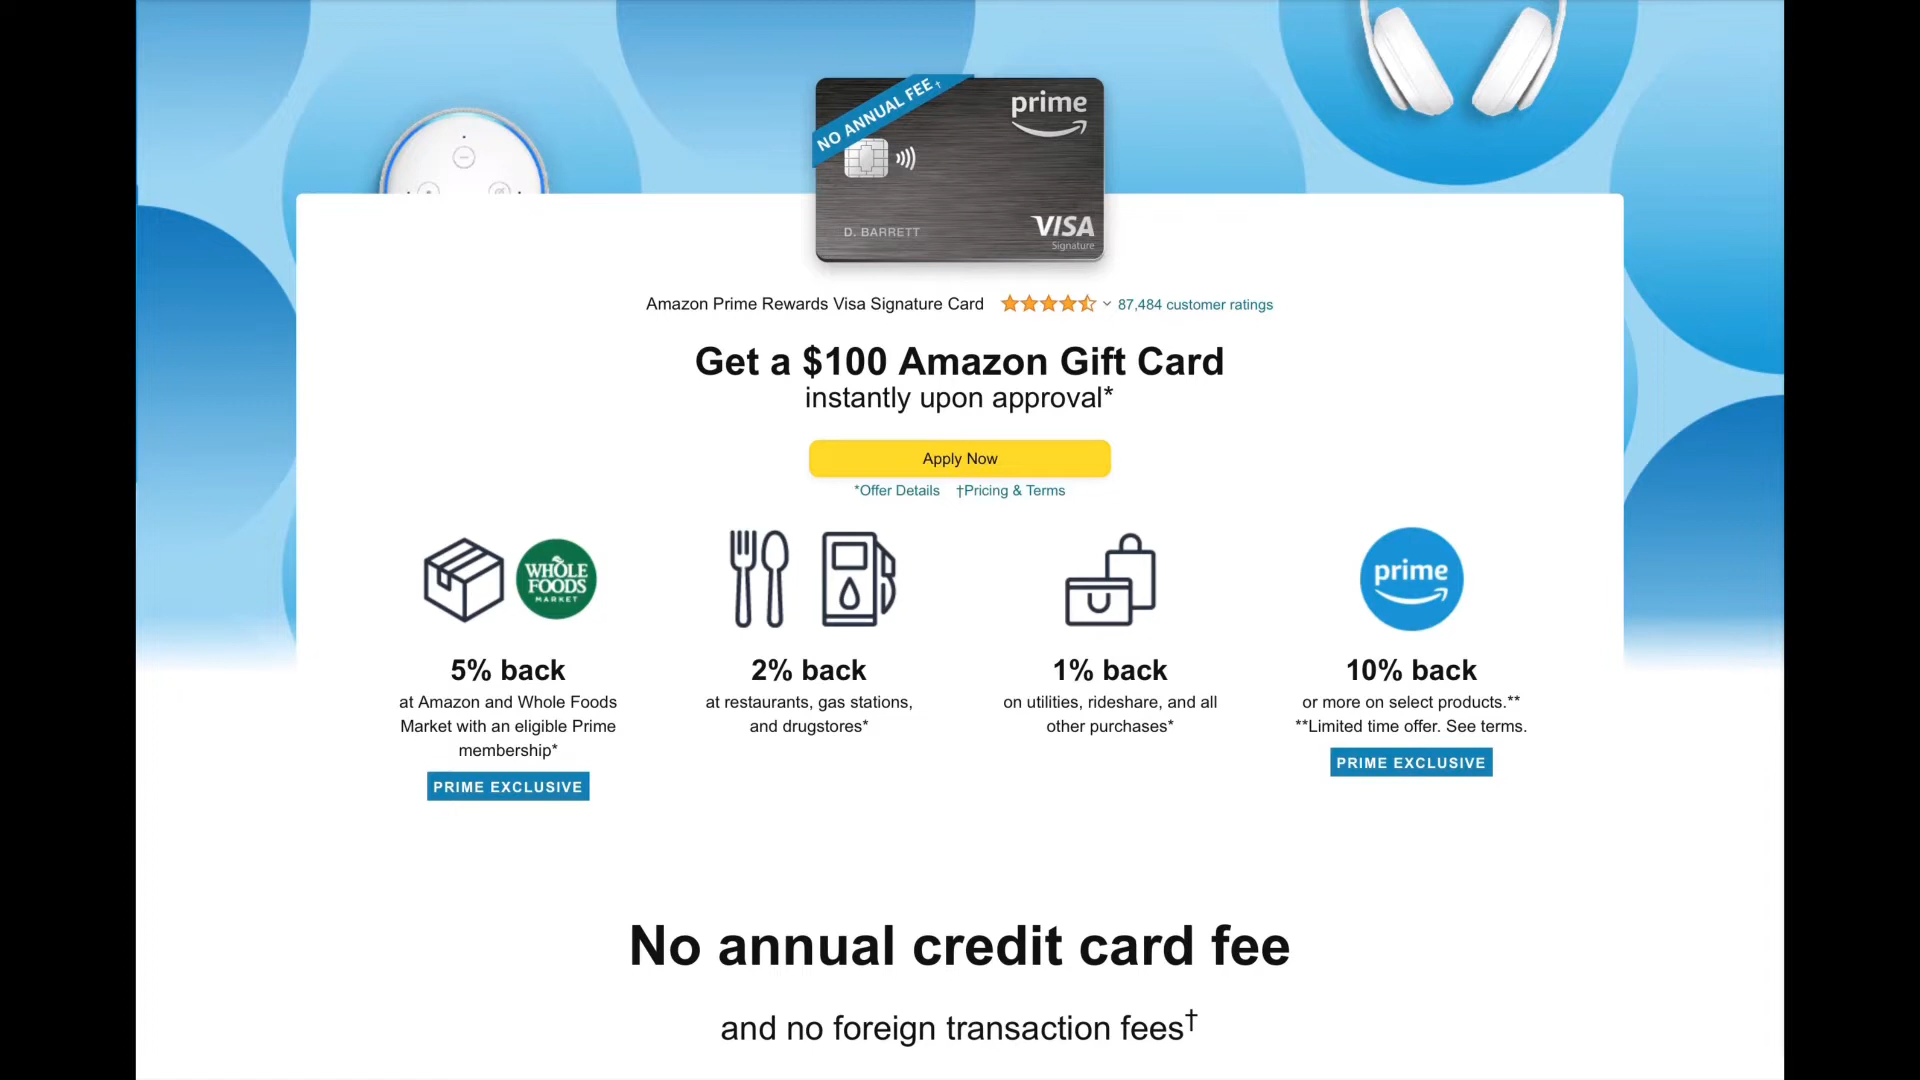 NO ANNUAL FEE†
prime
D. BARRETT
VISA
Signature
Amazon Prime Rewards Visa Signature Card 87,484 customer ratings
Get a $100 Amazon Gift Card
instantly upon approval*
Apply Now
*Offer Details †Pricing & Terms
WHOLE
FOODS
MARKET
prime
5% back
at Amazon and Whole Foods
Market with an eligible Prime
membership*
PRIME EXCLUSIVE
2% back
at restaurants, gas stations,
and drugstores*
1% back
on utilities, rideshare, and all
other purchases*
10% back
or more on select products.**
**Limited time offer. See terms.
PRIME EXCLUSIVE
No annual credit card fee
and no foreign transaction fees†